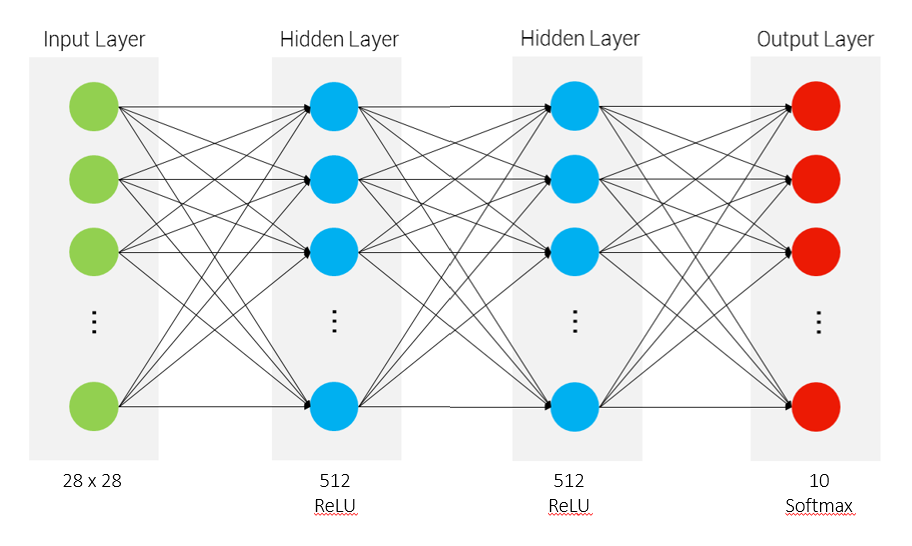 Input Layer
Hidden Layer
Hidden Layer
Output Layer
28 x 28
512
ReLU
512
ReLU
10
Softmax